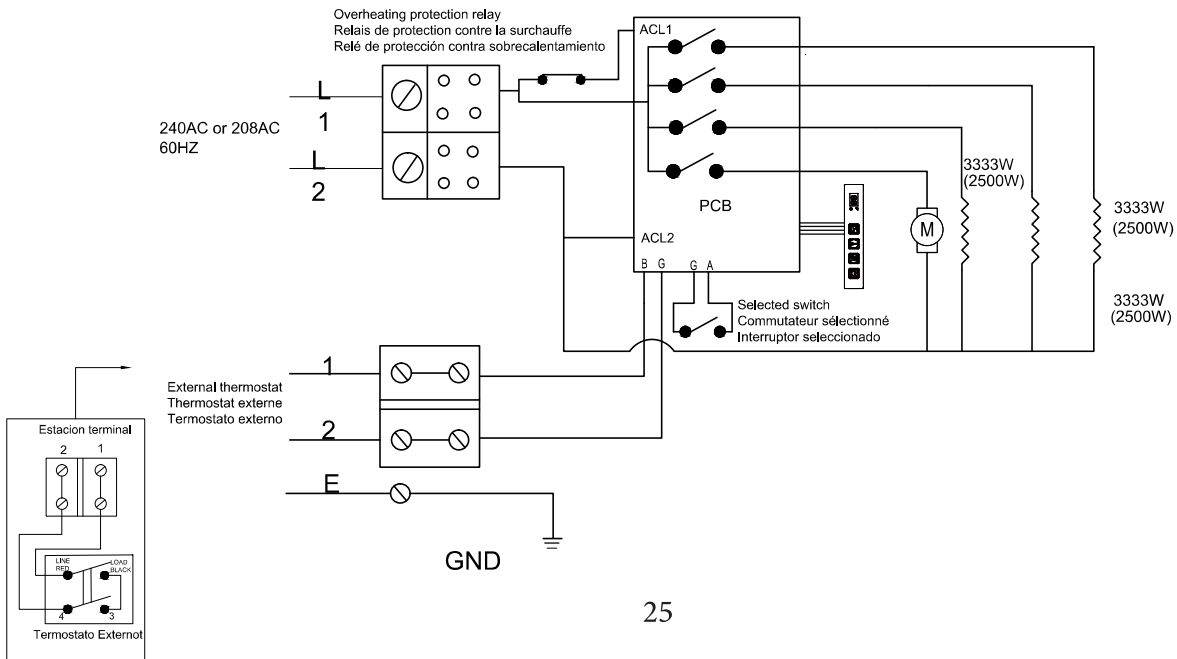 Overheating protection relay
Relais de protection contre la surchauffe
Relé de protección contra sobrecalentamiento
ACL1
L
1
240AC or 208AC
60HZ
L
2
3333W
(2500W)
PCB
M
3333W
(2500W)
ACL2
B G G A
Selected switch
Commutateur sélectionné
Interruptor seleccionado
3333W
(2500W)
1
External thermostat
Thermostat externe
Termostato externo
2
E
GND
Estacion terminal
2 1
LINE
RED
LOAD
BLACK
4 3
Termostato Externot
25